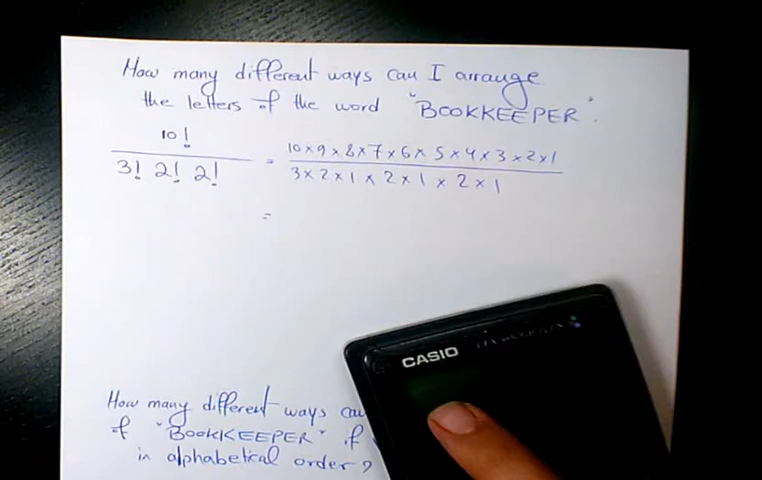 How many different ways can I arrange
the letters of the word "BOOKKEEPER".
10! / 3! 2! 2! = 10×9×8×7×6×5×4×3×2×1 / 3×2×1×2×1×2×1
=
CASIO
How many different ways can
of "BOOKKEEPER" if
in alphabetical order?